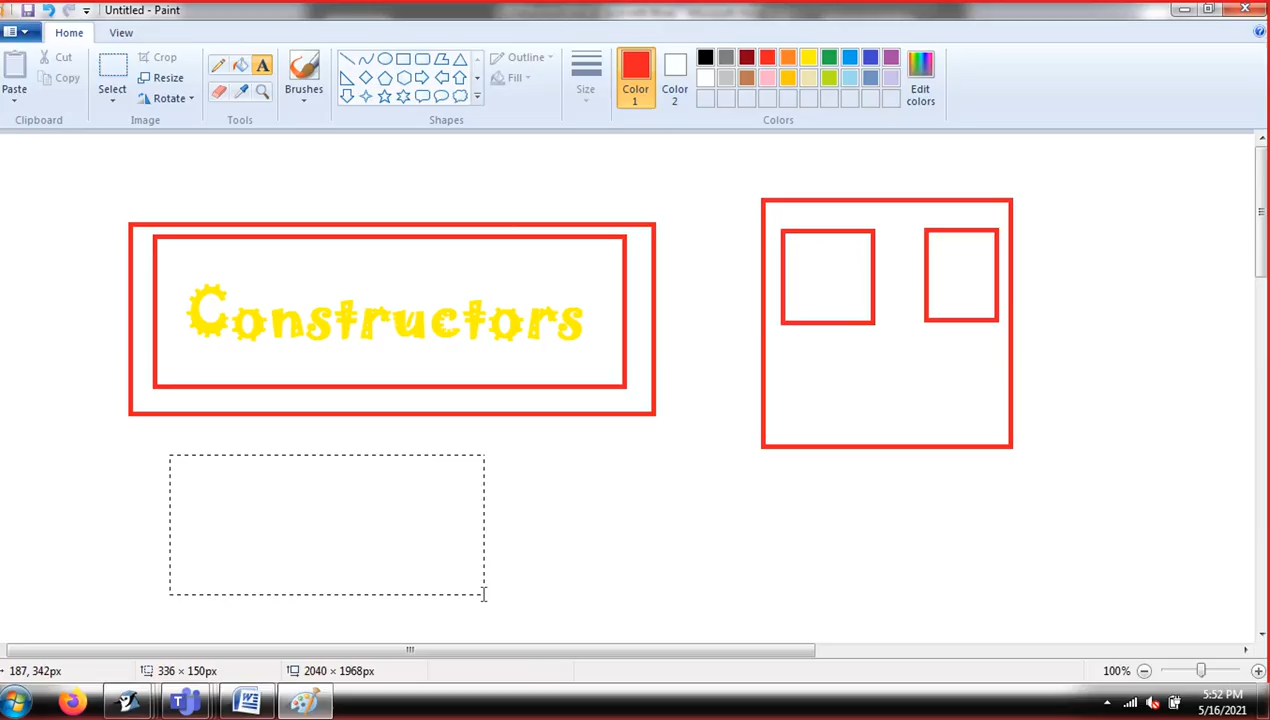 Untitled - Paint
Home View
Paste
Cut
Copy
Clipboard
Select
Crop
Resize
Rotate
Image
A
Tools
Brushes
Outline
Fill
Shapes
Size
Color 1
Color 2
Edit colors
Colors
Constructors
187, 342px
336 × 150px
2040 × 1968px
100%
5:52 PM
5/16/2021